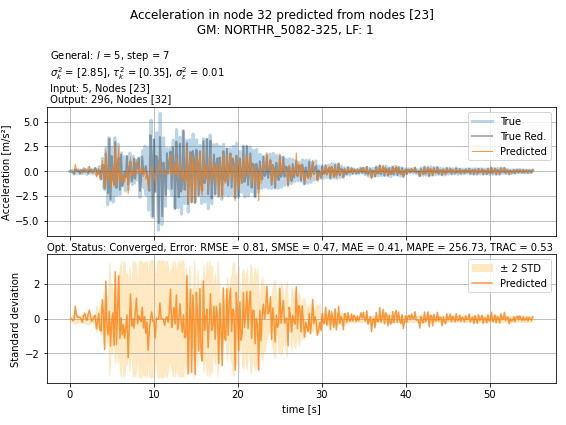 Acceleration in node 32 predicted from nodes [23]
GM: NORTHR_5082-325, LF: 1
General: l = 5, step = 7
σ²ₖ = [2.85], τ²ₖ = [0.35], σ²ᵣ = 0.01
Input: 5, Nodes [23]
Output: 296, Nodes [32]
Acceleration [m/s²]
5.0
2.5
0.0
−2.5
−5.0
True
True Red.
Predicted
Opt. Status: Converged, Error: RMSE = 0.81, SMSE = 0.47, MAE = 0.41, MAPE = 256.73, TRAC = 0.53
Standard deviation
2
0
−2
± 2 STD
Predicted
0
10
20
30
40
50
time [s]